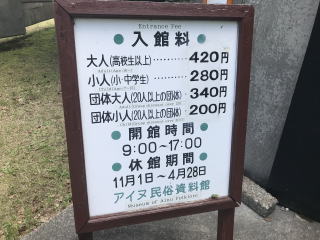 Entrance Fee
●入館料●
大人(高校生以上)………420円
小人(小・中学生)………280円
団体大人(20人以上の団体)…340円
団体小人(20人以上の団体)…200円
●開館時間●
9:00~17:00
●休館期間●
11月1日~4月28日
アイヌ民俗資料館
Museum of Ainu Folklore